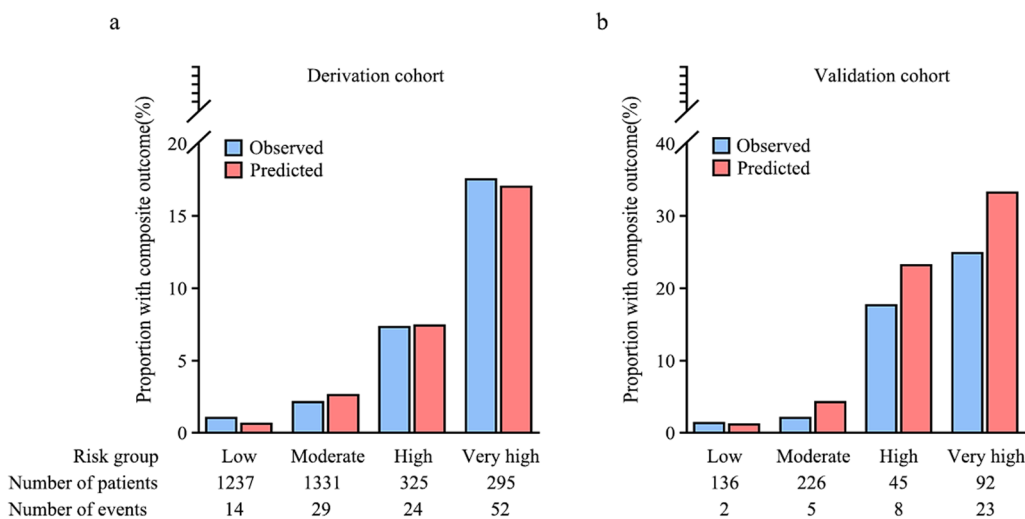 a
Derivation cohort
Proportion with composite outcome(%)
Observed
Predicted
20
15
10
5
0
b
Validation cohort
Proportion with composite outcome(%)
Observed
Predicted
40
30
20
10
0
Risk group Low Moderate High Very high Low Moderate High Very high
Number of patients 1237 1331 325 295 136 226 45 92
Number of events 14 29 24 52 2 5 8 23